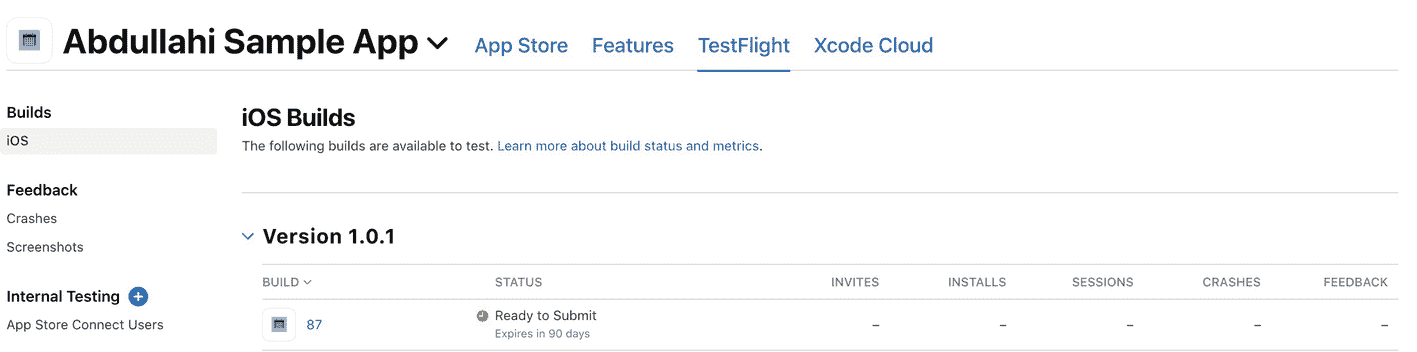 Abdullahi Sample App App Store Features TestFlight Xcode Cloud
Builds
iOS
Feedback
Crashes
Screenshots
Internal Testing
App Store Connect Users
iOS Builds
The following builds are available to test. Learn more about build status and metrics.
Version 1.0.1
BUILD STATUS INVITES INSTALLS SESSIONS CRASHES FEEDBACK
87 Ready to Submit – – – – –
Expires in 90 days